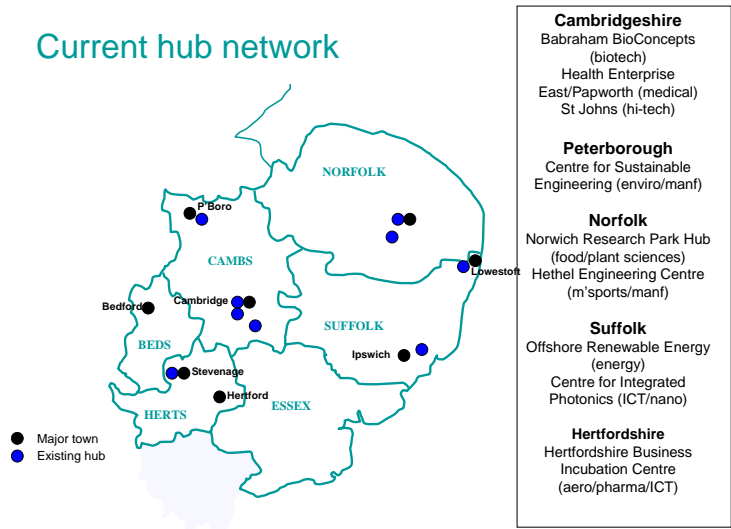 Current hub network
NORFOLK
P'Boro
CAMBS
Lowestoft
Cambridge
Bedford
SUFFOLK
BEDS
Ipswich
Stevenage
Hertford
ESSEX
HERTS
Major town
Existing hub
Cambridgeshire
Babraham BioConcepts
(biotech)
Health Enterprise
East/Papworth (medical)
St Johns (hi-tech)
Peterborough
Centre for Sustainable
Engineering (enviro/manf)
Norfolk
Norwich Research Park Hub
(food/plant sciences)
Hethel Engineering Centre
(m'sports/manf)
Suffolk
Offshore Renewable Energy
(energy)
Centre for Integrated
Photonics (ICT/nano)
Hertfordshire
Hertfordshire Business
Incubation Centre
(aero/pharma/ICT)